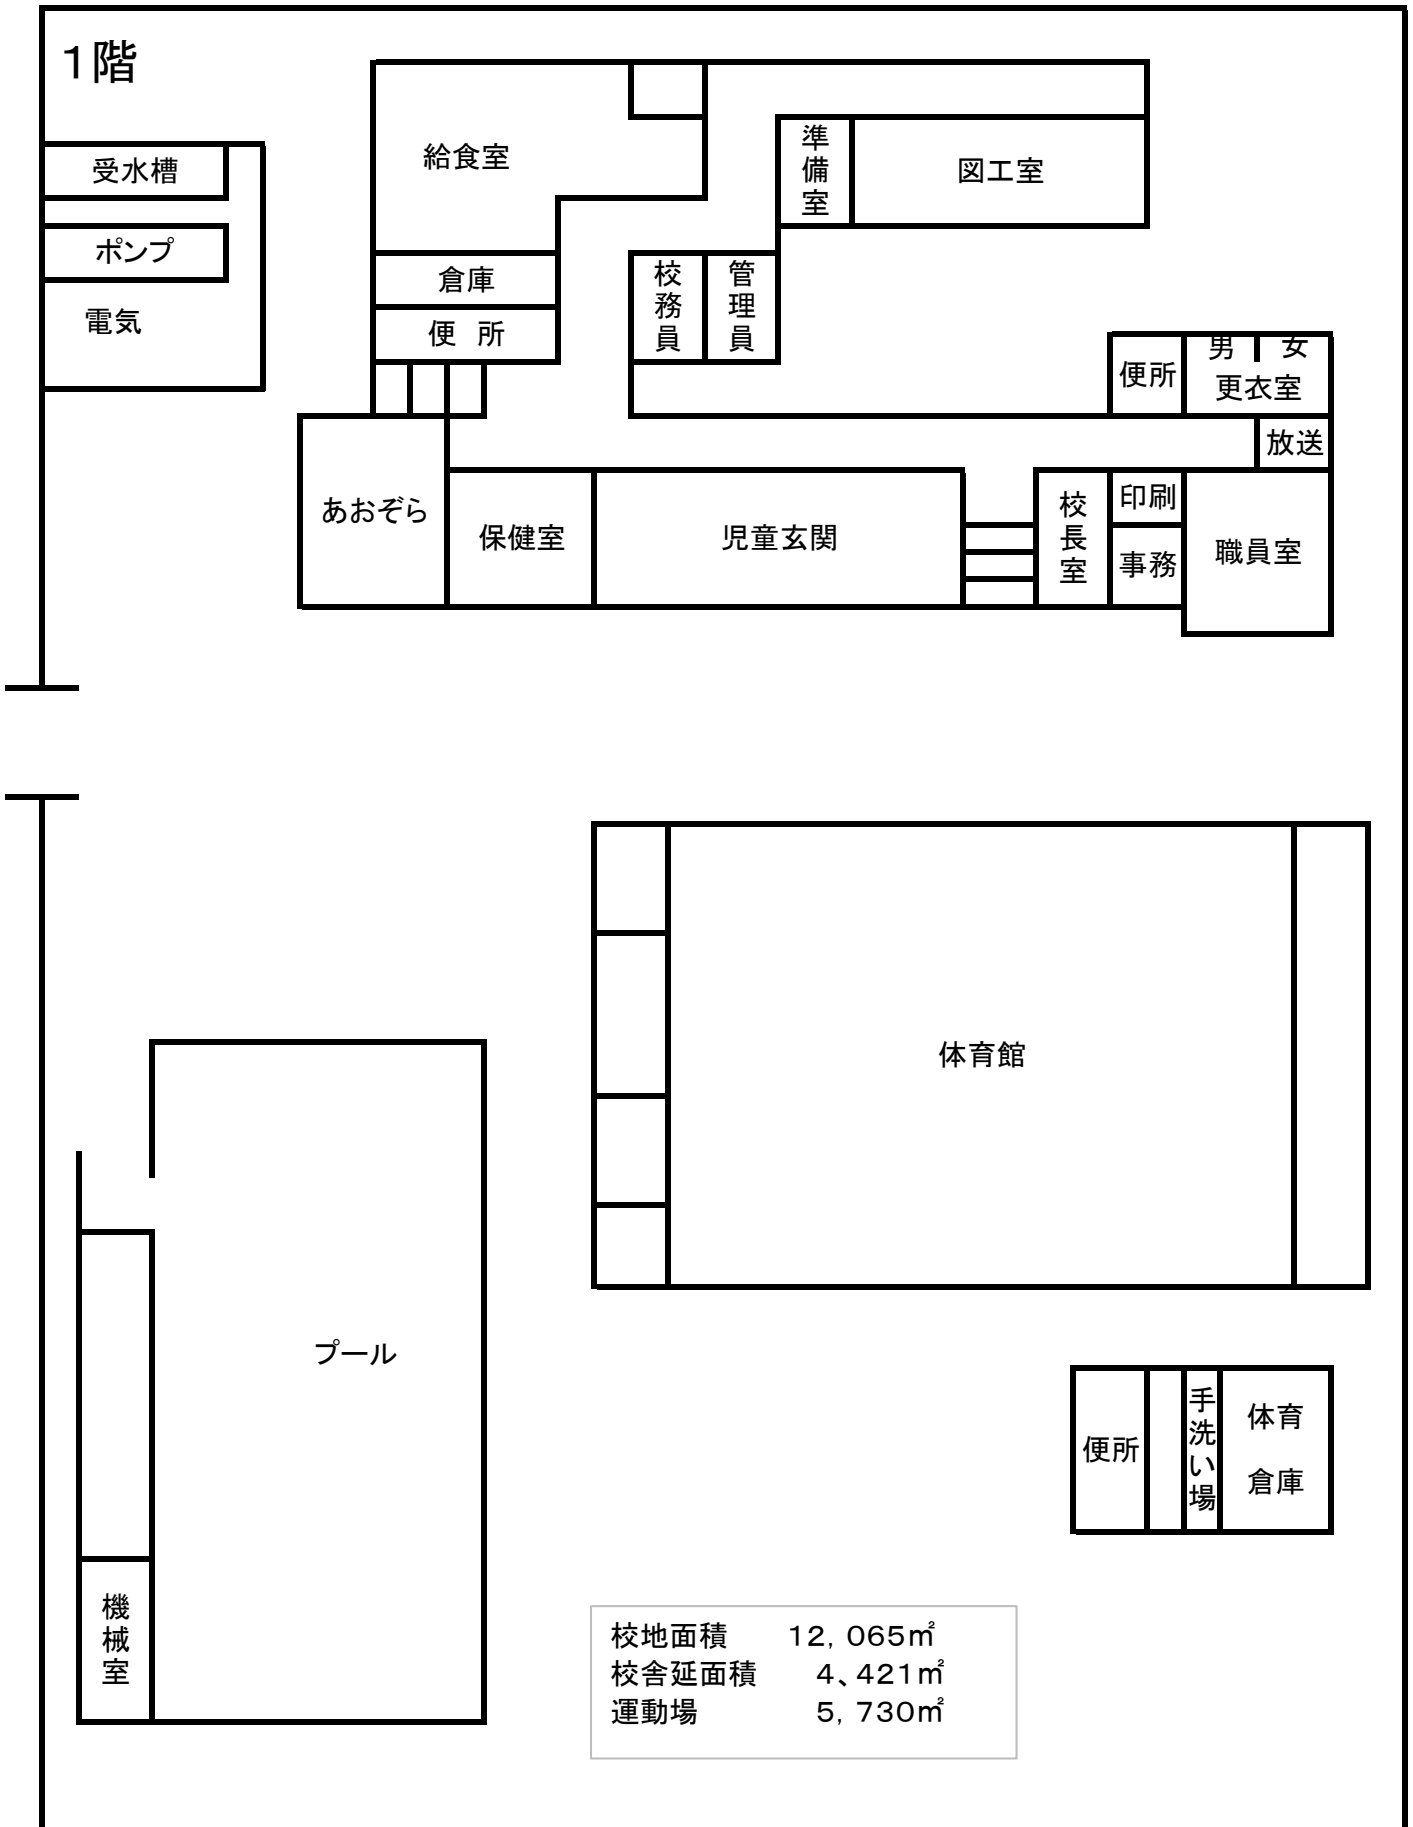 1階
給食室
準備室
図工室
受水槽
ポンプ
電気
倉庫
便 所
校務員
管理員
便所
男 女
更衣室
放送
あおぞら
保健室
児童玄関
校長室
印刷
事務
職員室
体育館
プール
便所
手洗い場
体育
倉庫
機械室
校地面積 12,065㎡
校舎延面積 4、421㎡
運動場 5,730㎡